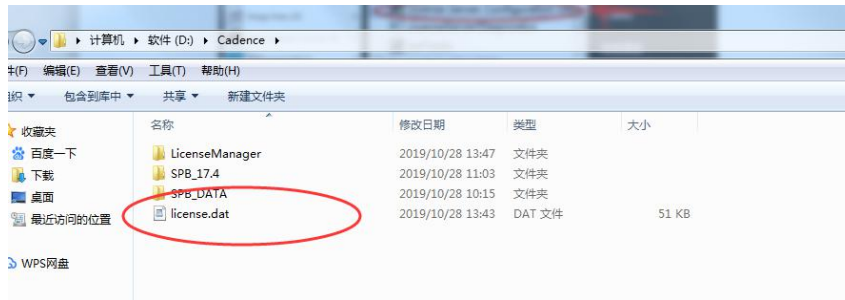 计算机 软件 (D:) Cadence
文件(F) 编辑(E) 查看(V) 工具(T) 帮助(H)
组织 包含到库中 共享 新建文件夹
收藏夹
百度一下
下载
桌面
最近访问的位置
WPS网盘
名称 修改日期 类型 大小
LicenseManager 2019/10/28 13:47 文件夹
SPB_17.4 2019/10/28 11:03 文件夹
SPB_DATA 2019/10/28 10:15 文件夹
license.dat 2019/10/28 13:43 DAT 文件 51 KB